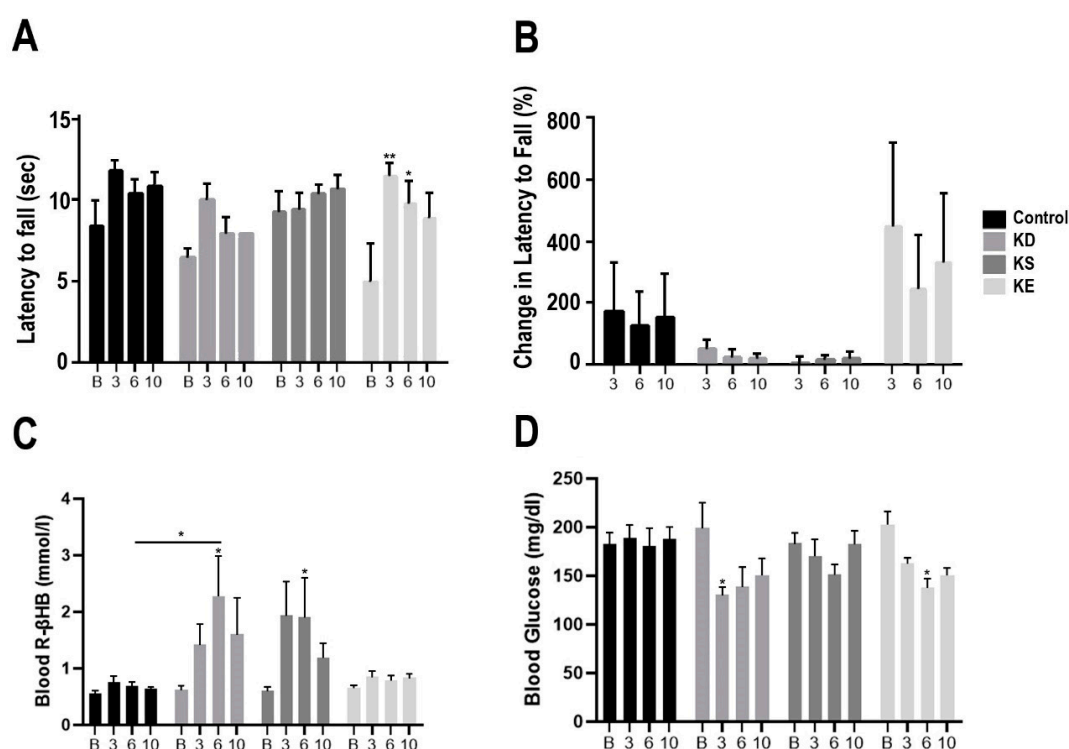 A
Latency to fall (sec)
15
10
5
0
** *
B 3 6 10 B 3 6 10 B 3 6 10 B 3 6 10
B
Change in Latency to Fall (%)
800
600
400
200
0
3 6 10 3 6 10 3 6 10 3 6 10
Control
KD
KS
KE
C
Blood R-βHB (mmol/l)
4
3
2
1
0
* * *
B 3 6 10 B 3 6 10 B 3 6 10 B 3 6 10
D
Blood Glucose (mg/dl)
250
200
150
100
50
0
* *
B 3 6 10 B 3 6 10 B 3 6 10 B 3 6 10